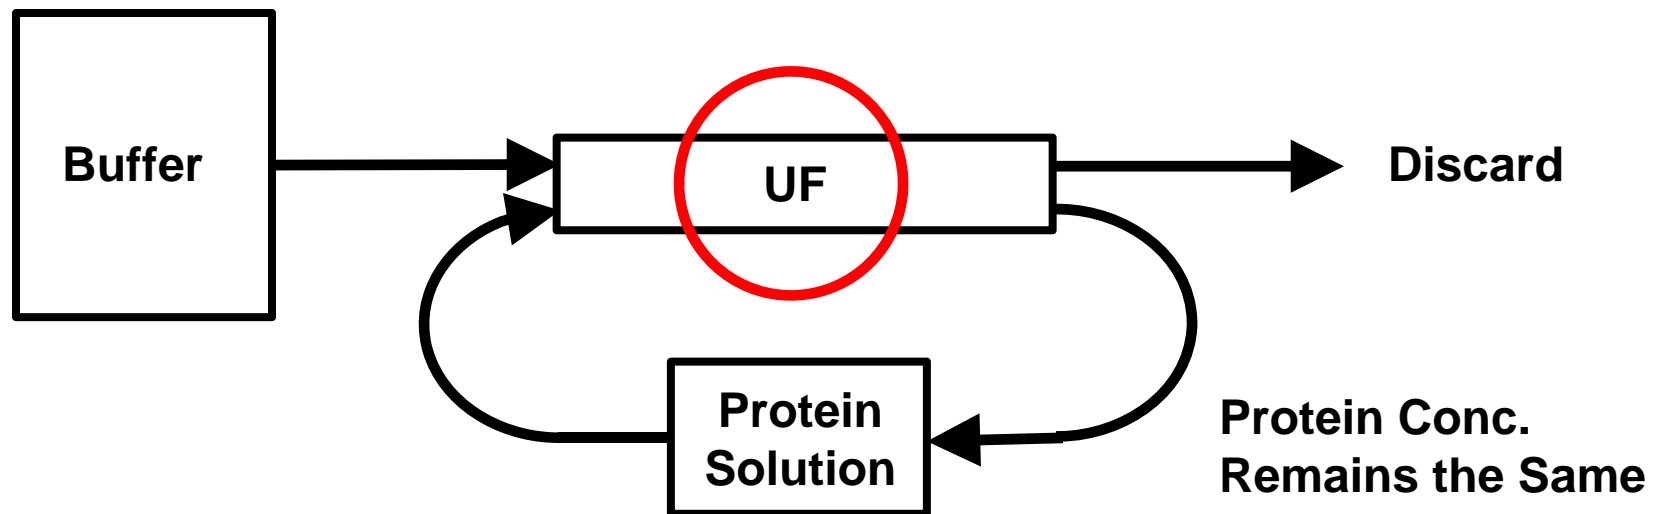 Buffer
UF
Discard
Protein
Solution
Protein Conc.
Remains the Same